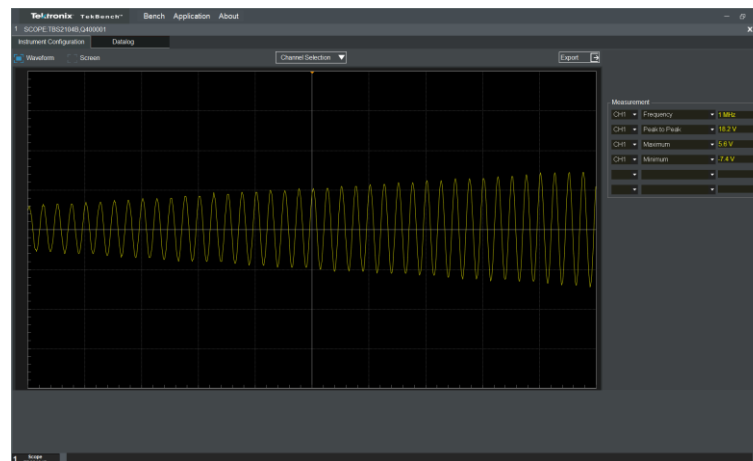 Tektronix TekBench™ Bench Application About
1 SCOPE:TBS2104B,Q400001 x
Instrument Configuration Datalog
Waveform Screen Channel Selection Export
Measurement
CH1 Frequency 1 MHz
CH1 Peak to Peak 18.2 V
CH1 Maximum 5.6 V
CH1 Minimum -7.4 V
1 Scope